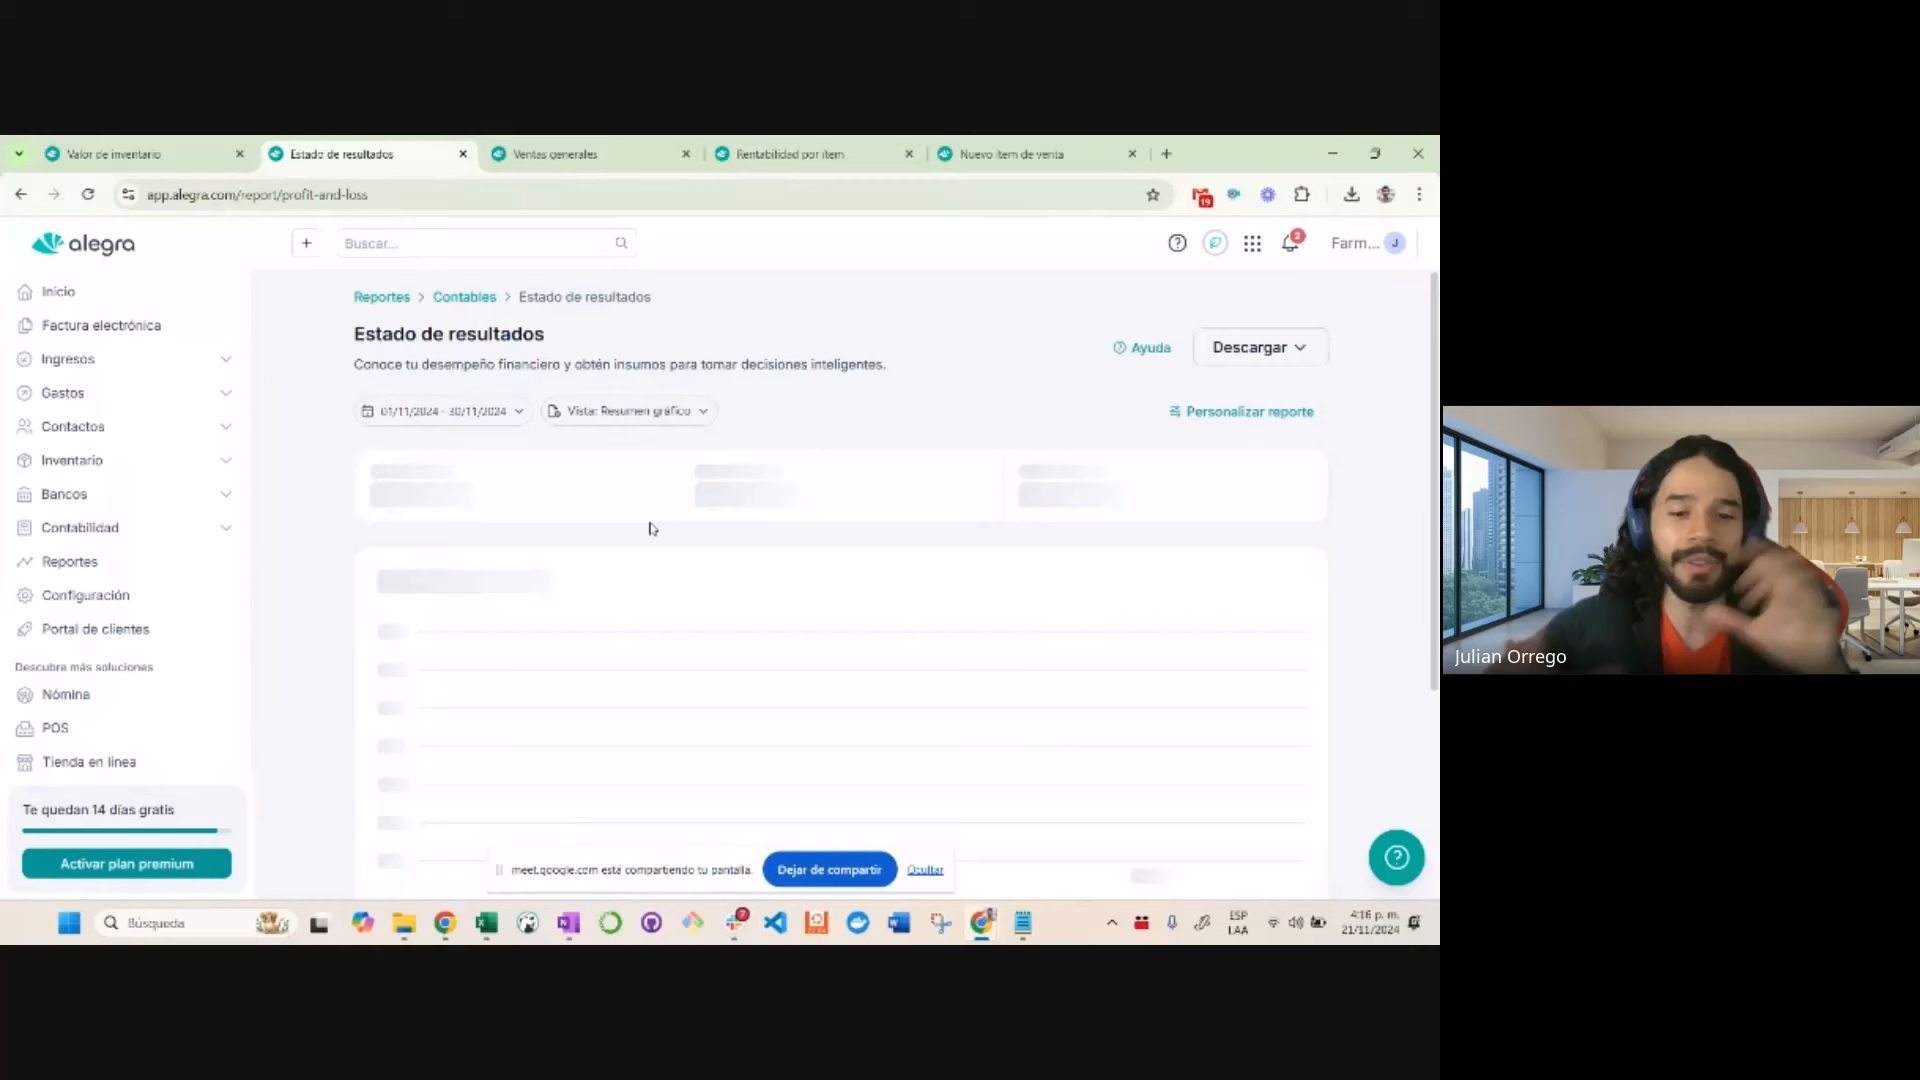 Valor de inventario
Estado de resultados
Ventas generales
Rentabilidad por ítem
Nuevo ítem de venta
app.alegra.com/report/profit-and-loss
19
alegra
Buscar...
2
Farm...
J
Inicio
Factura electrónica
Ingresos
Gastos
Contactos
Inventario
Bancos
Contabilidad
Reportes
Configuración
Portal de clientes
Descubre más soluciones
Nómina
POS
Tienda en línea
Te quedan 14 días gratis
Activar plan premium
Reportes > Contables > Estado de resultados
Estado de resultados
Conoce tu desempeño financiero y obtén insumos para tomar decisiones inteligentes.
Ayuda
Descargar
01/11/2024 - 30/11/2024
Vista: Resumen gráfico
Personalizar reporte
meet.google.com está compartiendo tu pantalla.
Dejar de compartir
Ocultar
Búsqueda
ESP
LAA
4:16 p. m.
21/11/2024
Julian Orrego